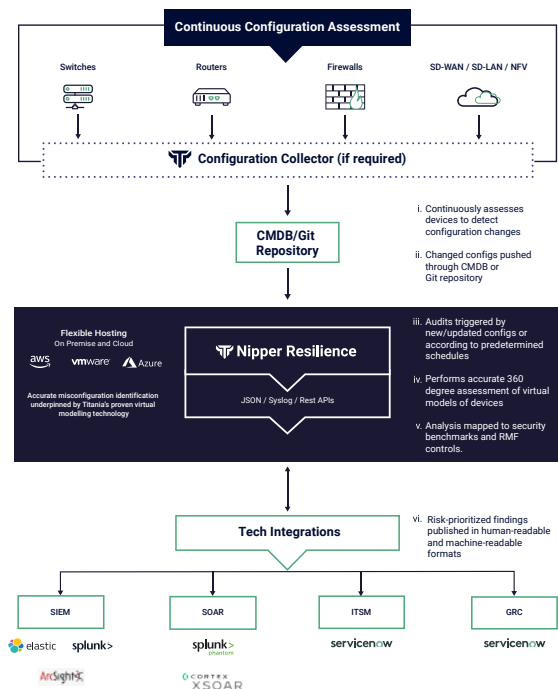 Continuous Configuration Assessment
Switches
Routers
Firewalls
SD-WAN / SD-LAN / NFV
Configuration Collector (if required)
CMDB/Git
Repository
i. Continuously assesses
devices to detect
configuration changes
ii. Changed configs pushed
through CMDB or
Git repository
Flexible Hosting
On Premise and Cloud
aws
vmware
Azure
Accurate misconfiguration identification
underpinned by Titania's proven virtual
modelling technology
Nipper Resilience
JSON / Syslog / Rest APIs
iii. Audits triggered by
new/updated configs or
according to predetermined
schedules
iv. Performs accurate 360
degree assessment of virtual
models of devices
v. Analysis mapped to security
benchmarks and RMF
controls.
Tech Integrations
vi. Risk-prioritized findings
published in human-readable
and machine-readable
formats
SIEM
SOAR
ITSM
GRC
elastic
splunk>
splunk>
phantom
servicenow
servicenow
ArcSight
CORTEX
XSOAR